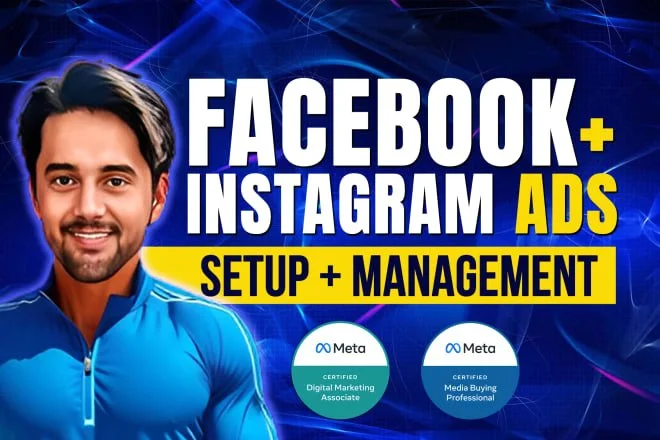 FACEBOOK+
INSTAGRAM ADS
SETUP + MANAGEMENT
Meta
CERTIFIED
Digital Marketing
Associate
Meta
CERTIFIED
Media Buying
Professional